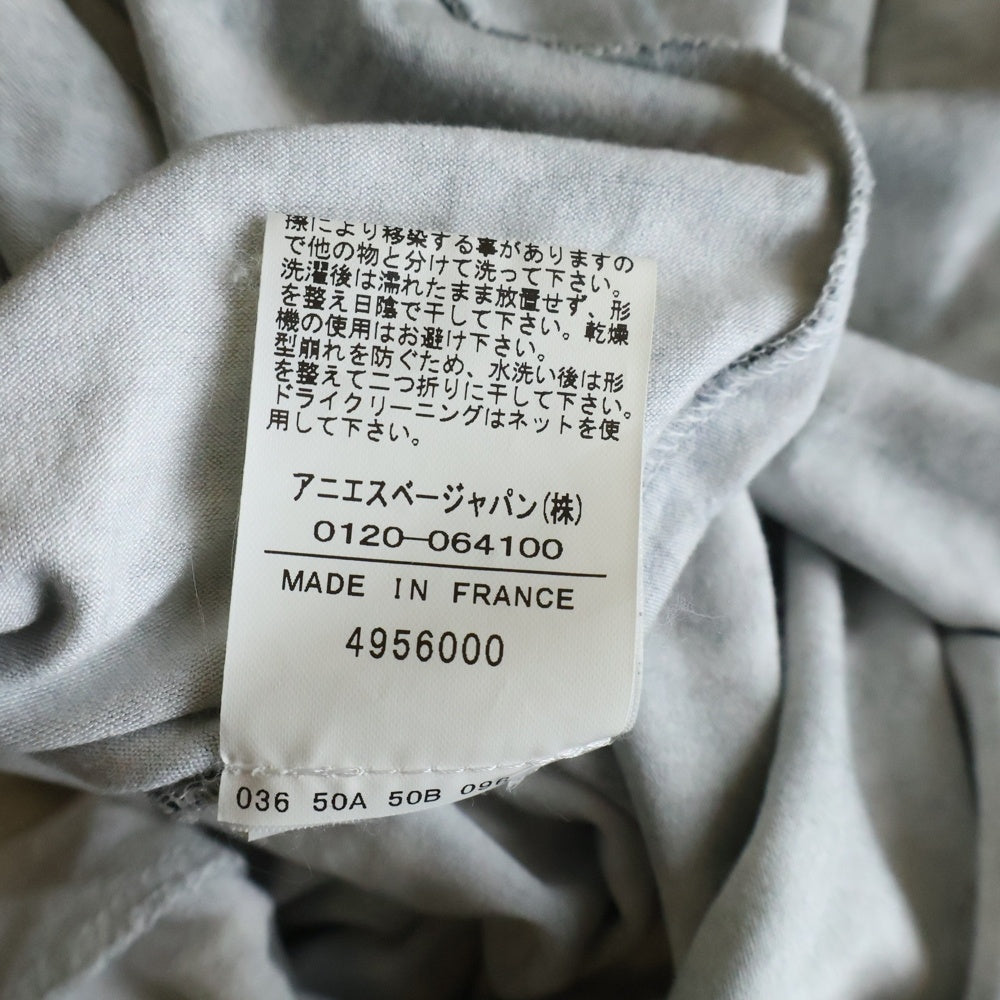 際により移染する事がありますの
で他の物と分けて洗って下さい。
洗濯後は濡れたまま放置せず、形
を整え日陰で干して下さい。乾燥
機の使用はお避け下さい。
型崩れを防ぐため、水洗い後は形
を整えて二つ折りに干して下さい。
ドライクリーニングはネットを使
用して下さい。
アニエスベージャパン(株)
0120-064100
MADE IN FRANCE
4956000
036 50A 50B